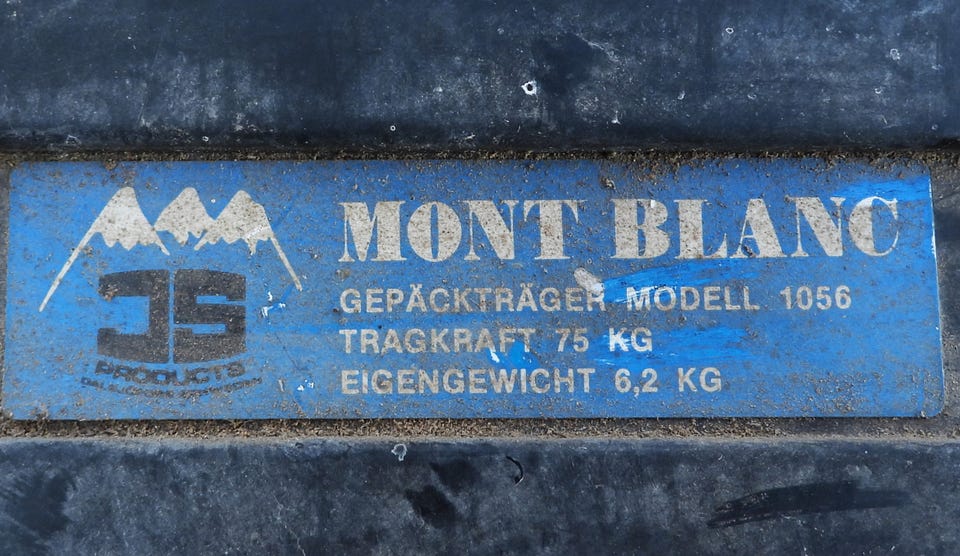 MONT BLANC
GEPÄCKTRÄGER MODELL 1056
TRAGKRAFT 75 KG
EIGENGEWICHT 6,2 KG
JS
PRODUCTS